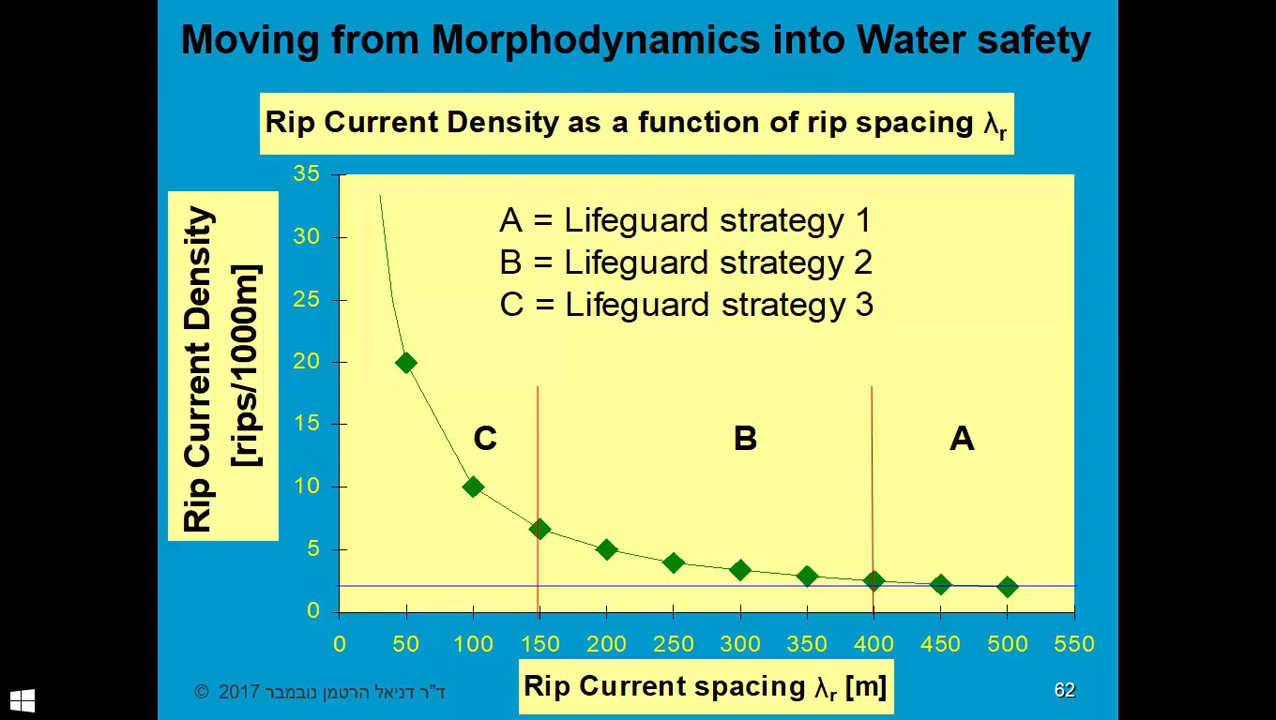 Moving from Morphodynamics into Water safety
Rip Current Density as a function of rip spacing λr
Rip Current Density
[rips/1000m]
35
30
25
20
15
10
5
0
A = Lifeguard strategy 1
B = Lifeguard strategy 2
C = Lifeguard strategy 3
C B A
0 50 100 150 200 250 300 350 400 450 500 550
Rip Current spacing λr [m]
© ד"ר דניאל הרטמן נובמבר 2017
62